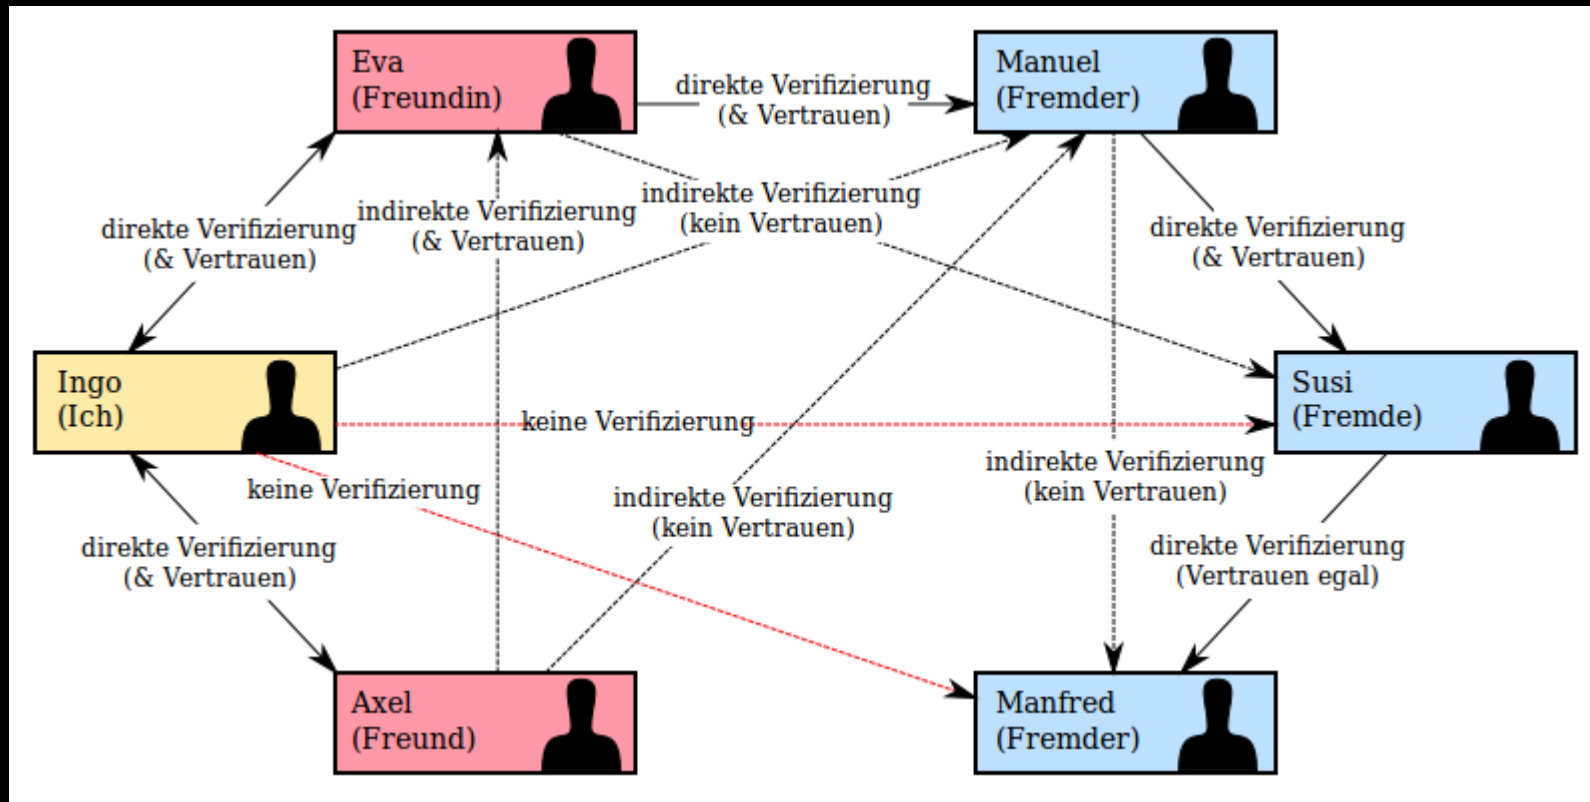 Eva
(Freundin)
Manuel
(Fremder)
direkte Verifizierung
(& Vertrauen)
indirekte Verifizierung
(kein Vertrauen)
indirekte Verifizierung
(& Vertrauen)
direkte Verifizierung
(& Vertrauen)
direkte Verifizierung
(& Vertrauen)
Ingo
(Ich)
Susi
(Fremde)
keine Verifizierung
keine Verifizierung
indirekte Verifizierung
(kein Vertrauen)
indirekte Verifizierung
(kein Vertrauen)
direkte Verifizierung
(& Vertrauen)
direkte Verifizierung
(Vertrauen egal)
Axel
(Freund)
Manfred
(Fremder)